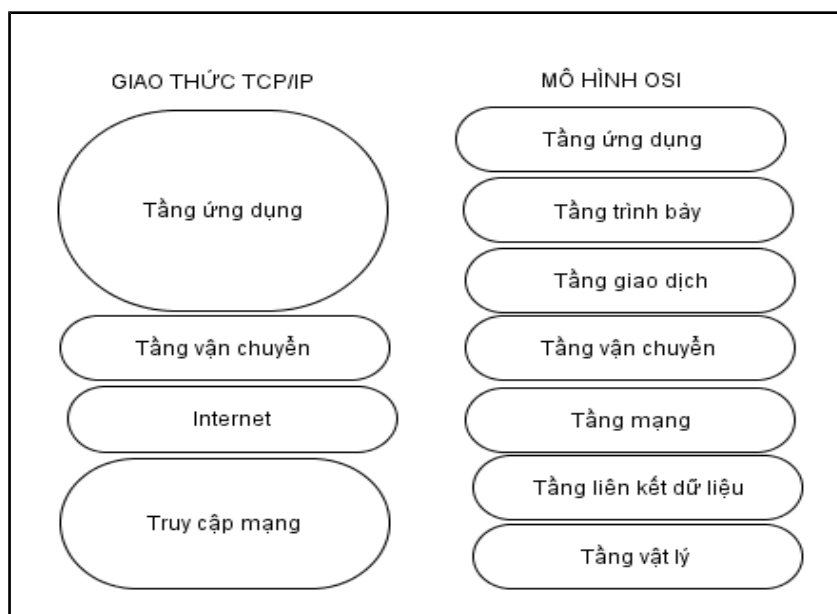 GIAO THỨC TCP/IP
Tầng ứng dụng
Tầng vận chuyển
Internet
Truy cập mạng
MÔ HÌNH OSI
Tầng ứng dụng
Tầng trình bày
Tầng giao dịch
Tầng vận chuyển
Tầng mạng
Tầng liên kết dữ liệu
Tầng vật lý